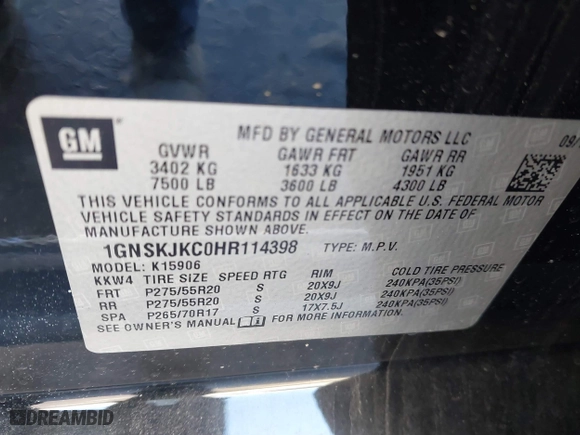 GM
MFD BY GENERAL MOTORS LLC 09/
GVWR GAWR FRT GAWR RR
3402 KG 1633 KG 1951 KG
7500 LB 3600 LB 4300 LB
THIS VEHICLE CONFORMS TO ALL APPLICABLE U.S. FEDERAL MOTOR
VEHICLE SAFETY STANDARDS IN EFFECT ON THE DATE OF
MANUFACTURE SHOWN ABOVE.
1GNSKJKC0HR114398 TYPE: M.P.V.
MODEL: K15906
KKW4 TIRE SIZE SPEED RTG RIM COLD TIRE PRESSURE
FRT P275/55R20 S 20X9J 240KPA(35PSI)
RR P275/55R20 S 20X9J 240KPA(35PSI)
SPA P265/70R17 S 17X7.5J 240KPA(35PSI)
SEE OWNER'S MANUAL FOR MORE INFORMATION.
DREAMBID